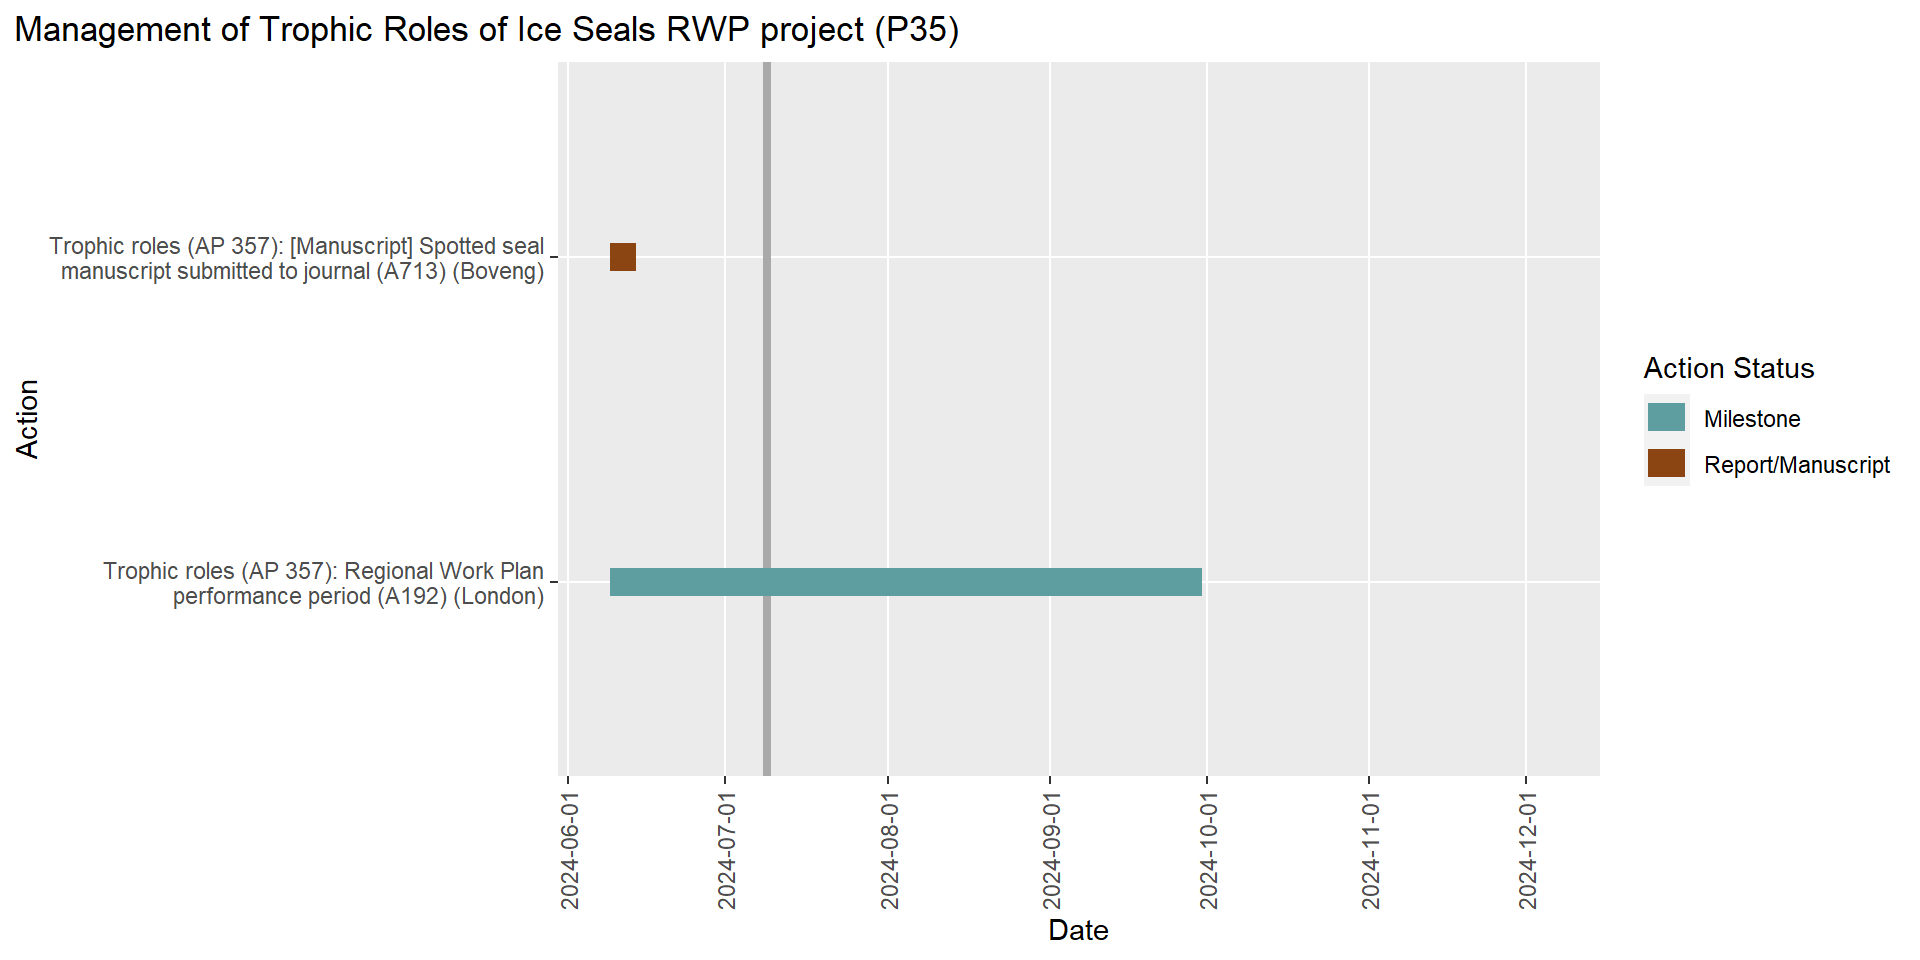 Management of Trophic Roles of Ice Seals RWP project (P35)
Trophic roles (AP 357): [Manuscript] Spotted seal
manuscript submitted to journal (A713) (Boveng)
Trophic roles (AP 357): Regional Work Plan
performance period (A192) (London)
Action
2024-06-01
2024-07-01
2024-08-01
2024-09-01
2024-10-01
2024-11-01
2024-12-01
Date
Action Status
Milestone
Report/Manuscript